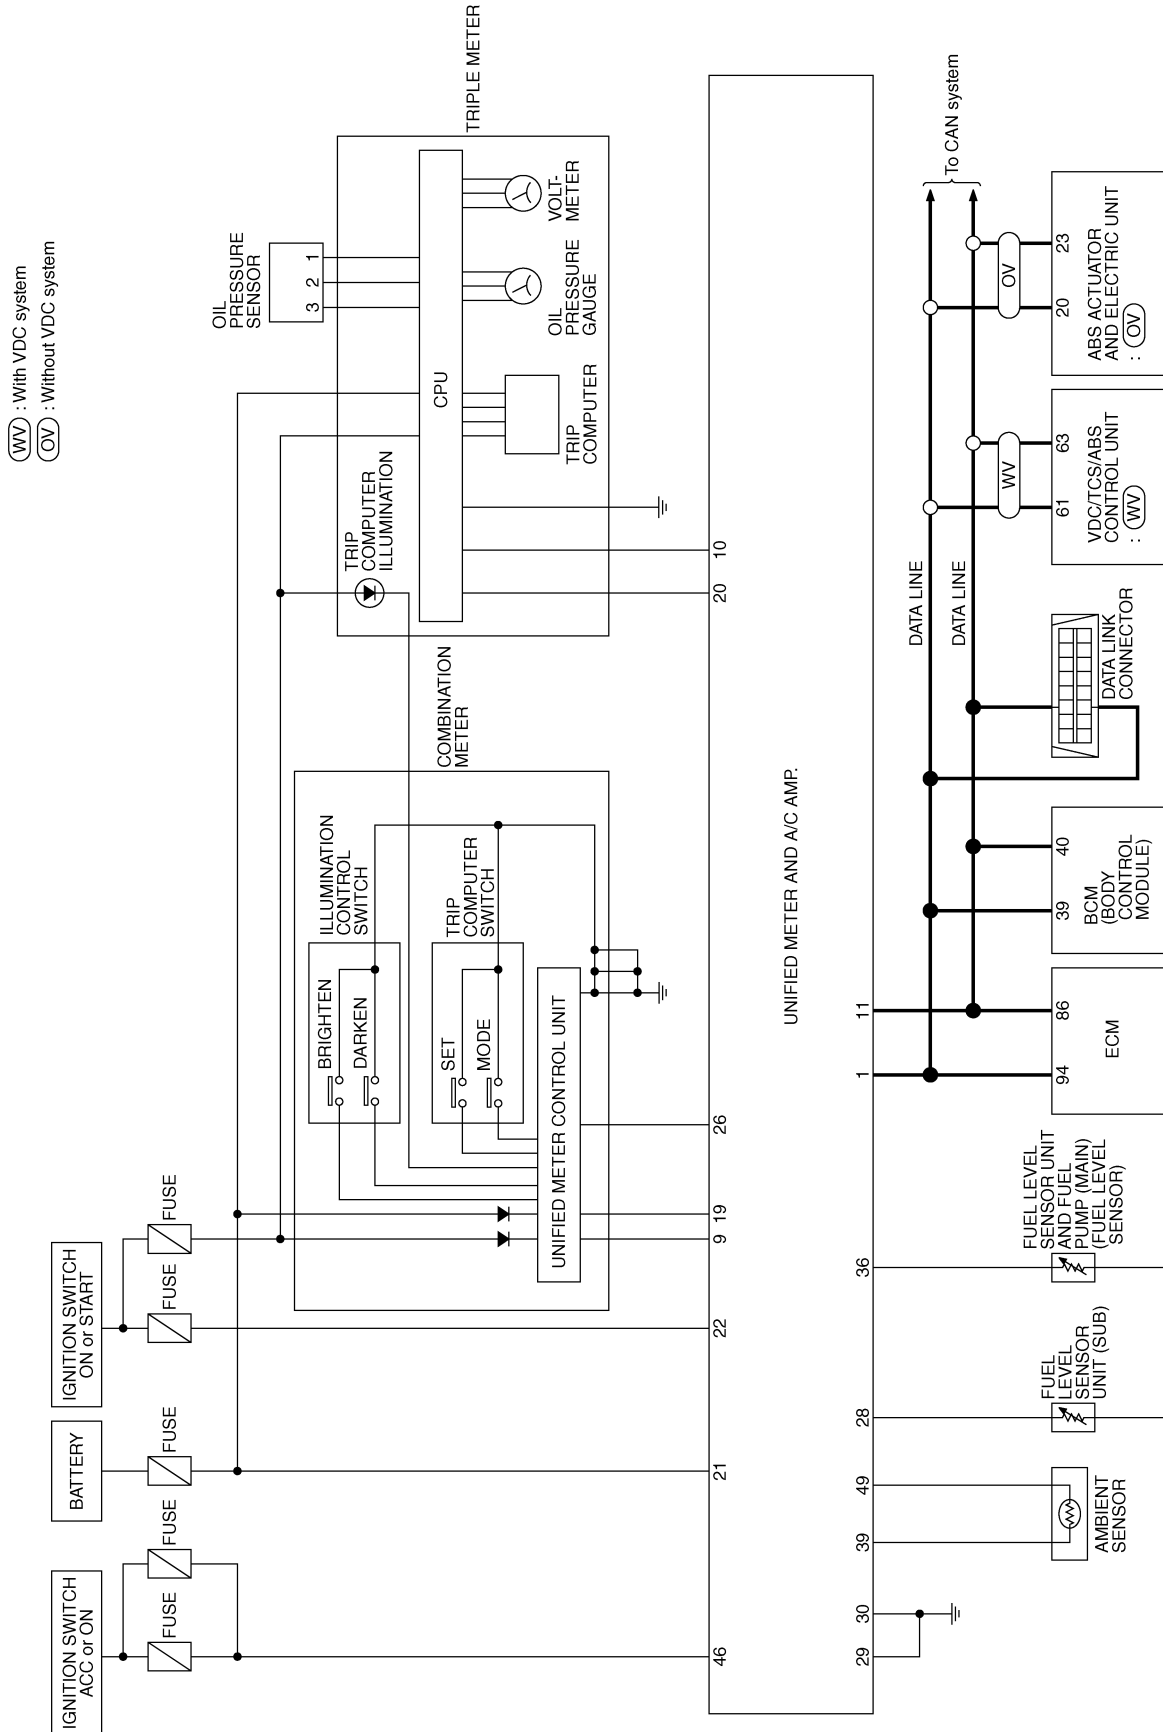 WV : With VDC system
OV : Without VDC system
IGNITION SWITCH
ACC or ON
BATTERY
IGNITION SWITCH
ON or START
FUSE
FUSE
FUSE
FUSE
FUSE
OIL
PRESSURE
SENSOR
3
2
1
COMBINATION
METER
ILLUMINATION
CONTROL
SWITCH
BRIGHTEN
DARKEN
TRIP
COMPUTER
SWITCH
SET
MODE
UNIFIED METER CONTROL UNIT
TRIPLE METER
TRIP
COMPUTER
ILLUMINATION
CPU
TRIP
COMPUTER
OIL
PRESSURE
GAUGE
VOLT-
METER
46
21
22
9
19
26
20
10
UNIFIED METER AND A/C AMP.
29
30
39
49
28
36
1
11
DATA LINE
DATA LINE
To CAN system
AMBIENT
SENSOR
FUEL
LEVEL
SENSOR
UNIT (SUB)
FUEL LEVEL
SENSOR UNIT
AND FUEL
PUMP (MAIN)
(FUEL LEVEL
SENSOR)
94
86
ECM
39
40
BCM
(BODY
CONTROL
MODULE)
DATA LINK
CONNECTOR
WV
61
63
VDC/TCS/ABS
CONTROL UNIT
: WV
OV
20
23
ABS ACTUATOR
AND ELECTRIC UNIT
: OV